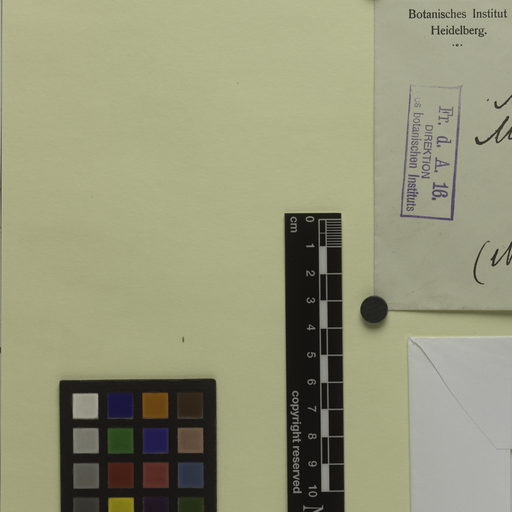 Botanisches Institut
Heidelberg.
Fr. d. A. 16.
DIREKTION
us botanischen Instituts
cm
0
1
2
3
4
5
6
7
8
9
10
copyright reserved